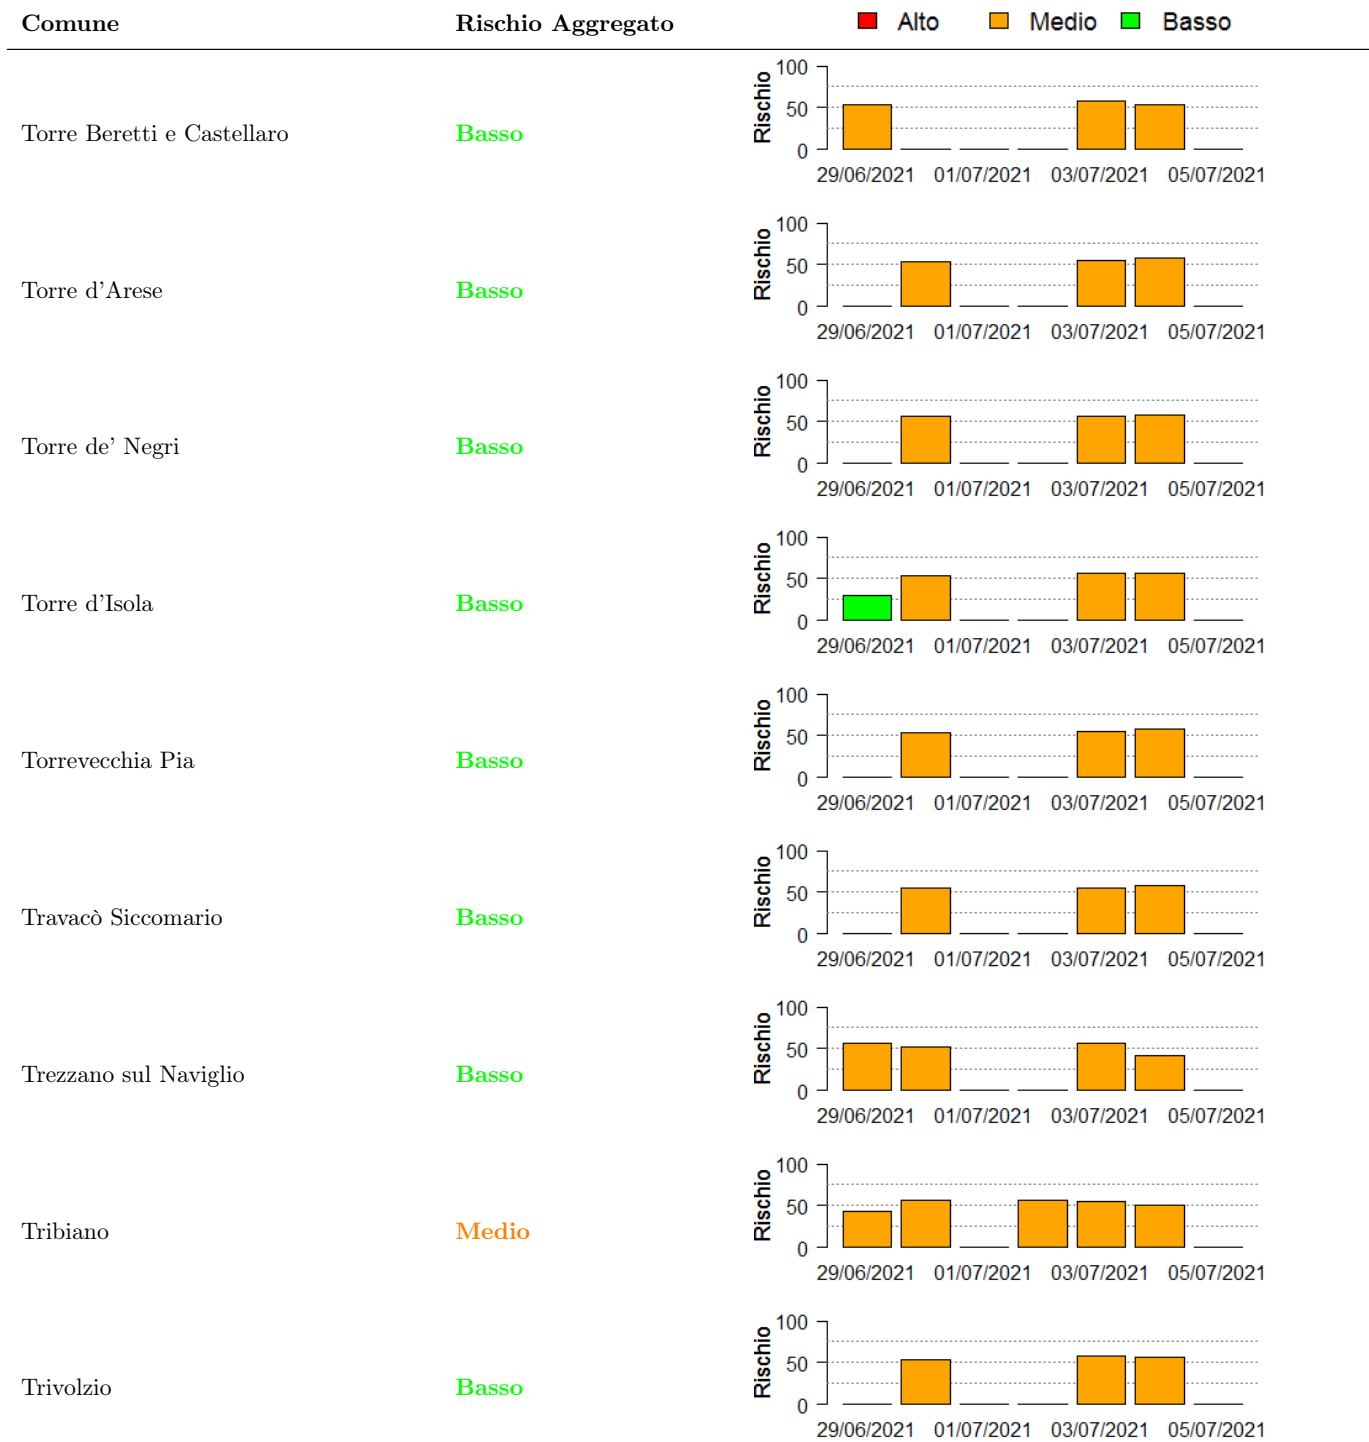 Comune Rischio Aggregato Alto Medio Basso
100
50
0
Rischio
Torre Beretti e Castellaro Basso
29/06/2021 01/07/2021 03/07/2021 05/07/2021
100
50
0
Rischio
Torre d'Arese Basso
29/06/2021 01/07/2021 03/07/2021 05/07/2021
100
50
0
Rischio
Torre de' Negri Basso
29/06/2021 01/07/2021 03/07/2021 05/07/2021
100
50
0
Rischio
Torre d'Isola Basso
29/06/2021 01/07/2021 03/07/2021 05/07/2021
100
50
0
Rischio
Torrevecchia Pia Basso
29/06/2021 01/07/2021 03/07/2021 05/07/2021
100
50
0
Rischio
Travacò Siccomario Basso
29/06/2021 01/07/2021 03/07/2021 05/07/2021
100
50
0
Rischio
Trezzano sul Naviglio Basso
29/06/2021 01/07/2021 03/07/2021 05/07/2021
100
50
0
Rischio
Tribiano Medio
29/06/2021 01/07/2021 03/07/2021 05/07/2021
100
50
0
Rischio
Trivolzio Basso
29/06/2021 01/07/2021 03/07/2021 05/07/2021